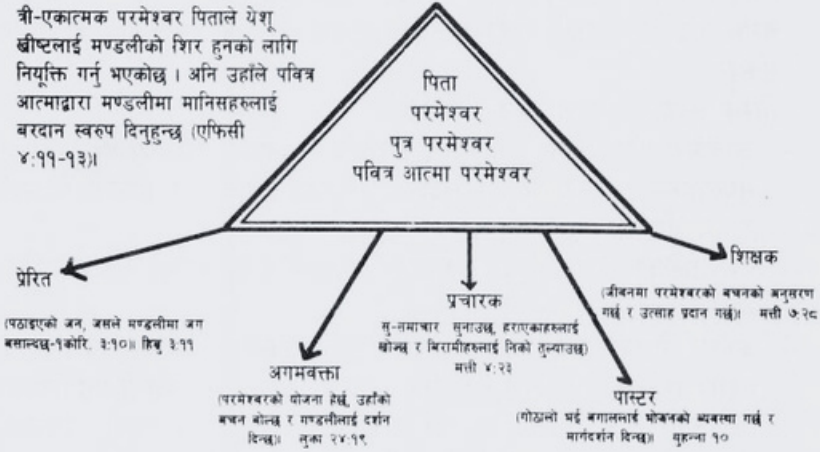 त्री-एकात्मक परमेश्वर पिताले येशू
ख्रीष्टलाई मण्डलीको शिर हुनको लागि
नियूक्ति गर्नु भएकोछ । अनि उहाँले पवित्र
आत्माद्वारा मण्डलीमा मानिसहरुलाई
बरदान स्वरुप दिनुहुन्छ (एफिसी
४:११-१३)।
पिता
परमेश्वर
पुत्र परमेश्वर
पवित्र आत्मा परमेश्वर
प्रेरित
(पठाइएको जन, जसले मण्डलीमा जग
बसाल्दछ-१कोरि. ३:१०)। हिब्रु ३:११
अगमवक्ता
(परमेश्वरको योजना हेर्छ, उहाँको
बचन बोल्छ र मण्डलीलाई दर्शन
दिन्छ)। लुका २४:१९
प्रचारक
सु-समाचार सुनाउछ, हराएकाहरुलाई
खोज्छ र बिरामीहरुलाई निको तुल्याउछ)
मत्ती ४:२३
पास्टर
(गोठालो भई बगाललाई भोजनको ब्यवस्था गर्छ र
मार्गदर्शन दिन्छ)। युहन्ना १०
शिक्षक
(जीवनमा परमेश्वरको बचनको अनुसरण
गर्छ र उत्साह प्रदान गर्छ)। मत्ती ७:२८